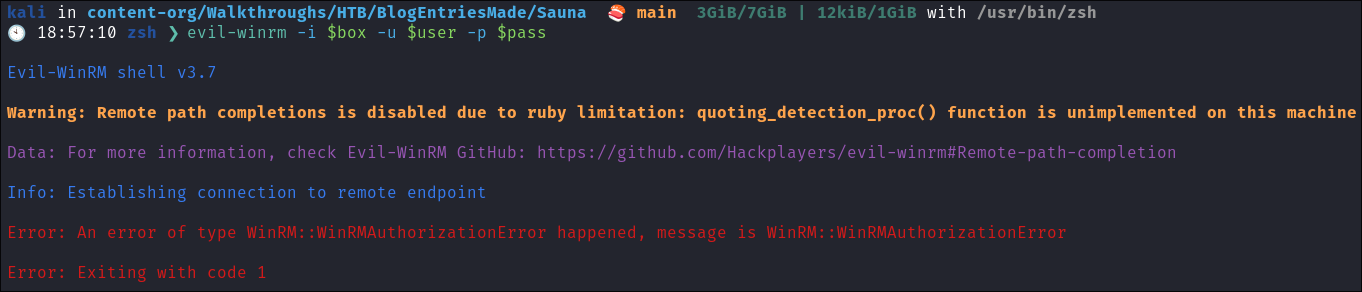 kali in content-org/Walkthroughs/HTB/BlogEntriesMade/Sauna 🍣 main 3GiB/7GiB | 12kiB/1GiB with /usr/bin/zsh
🕙 18:57:10 zsh ❯ evil-winrm -i $box -u $user -p $pass
Evil-WinRM shell v3.7
Warning: Remote path completions is disabled due to ruby limitation: quoting_detection_proc() function is unimplemented on this machine
Data: For more information, check Evil-WinRM GitHub: https://github.com/Hackplayers/evil-winrm#Remote-path-completion
Info: Establishing connection to remote endpoint
Error: An error of type WinRM::WinRMAuthorizationError happened, message is WinRM::WinRMAuthorizationError
Error: Exiting with code 1